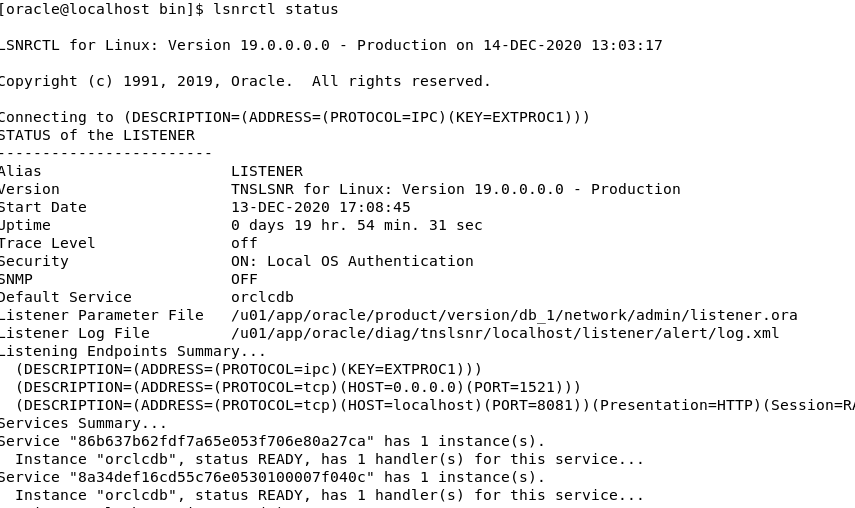 [oracle@localhost bin]$ lsnrctl status
LSNRCTL for Linux: Version 19.0.0.0.0 - Production on 14-DEC-2020 13:03:17
Copyright (c) 1991, 2019, Oracle.  All rights reserved.
Connecting to (DESCRIPTION=(ADDRESS=(PROTOCOL=IPC)(KEY=EXTPROC1)))
STATUS of the LISTENER
------------------------
Alias                     LISTENER
Version                   TNSLSNR for Linux: Version 19.0.0.0.0 - Production
Start Date                13-DEC-2020 17:08:45
Uptime                    0 days 19 hr. 54 min. 31 sec
Trace Level               off
Security                  ON: Local OS Authentication
SNMP                      OFF
Default Service           orclcdb
Listener Parameter File   /u01/app/oracle/product/version/db_1/network/admin/listener.ora
Listener Log File         /u01/app/oracle/diag/tnslsnr/localhost/listener/alert/log.xml
Listening Endpoints Summary...
  (DESCRIPTION=(ADDRESS=(PROTOCOL=ipc)(KEY=EXTPROC1)))
  (DESCRIPTION=(ADDRESS=(PROTOCOL=tcp)(HOST=0.0.0.0)(PORT=1521)))
  (DESCRIPTION=(ADDRESS=(PROTOCOL=tcp)(HOST=localhost)(PORT=8081))(Presentation=HTTP)(Session=RA
Services Summary...
Service "86b637b62fdf7a65e053f706e80a27ca" has 1 instance(s).
  Instance "orclcdb", status READY, has 1 handler(s) for this service...
Service "8a34def16cd55c76e0530100007f040c" has 1 instance(s).
  Instance "orclcdb", status READY, has 1 handler(s) for this service...